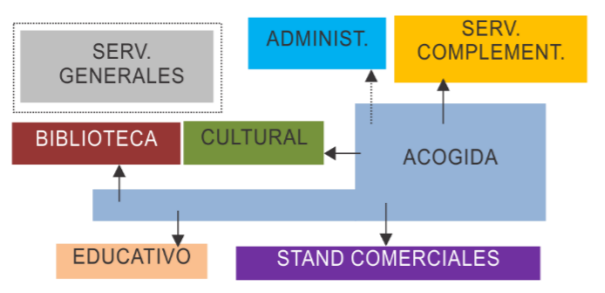 SERV.
GENERALES
ADMINIST.
SERV.
COMPLEMENT.
BIBLIOTECA
CULTURAL
ACOGIDA
EDUCATIVO
STAND COMERCIALES